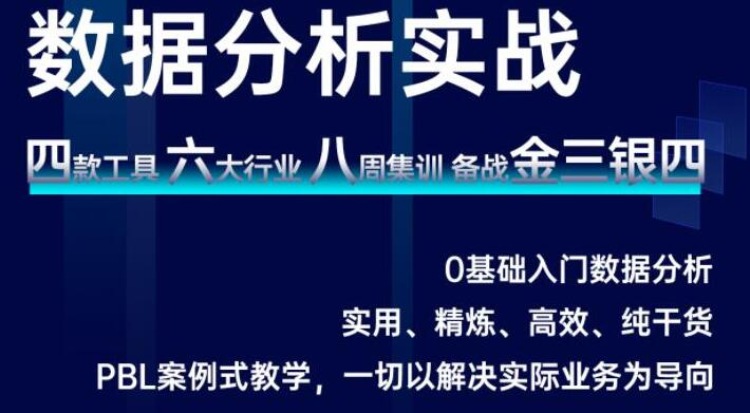 数据分析实战
四款工具 六大行业 八周集训 备战金三银四
0基础入门数据分析
实用、精炼、高效、纯干货
PBL案例式教学，一切以解决实际业务为导向